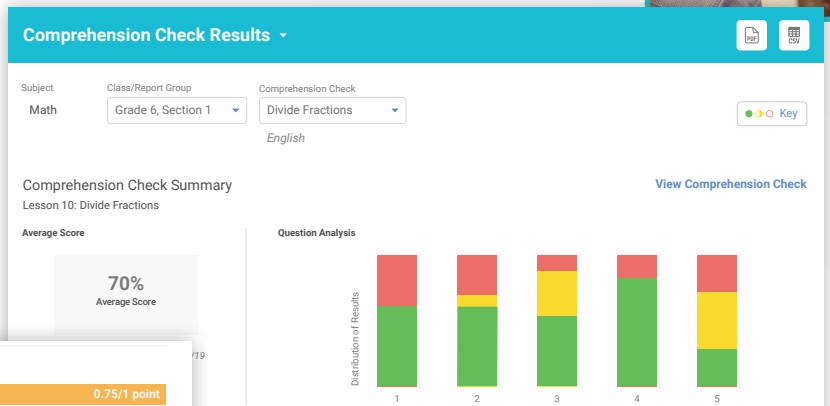 Comprehension Check Results
PDF
CSV
Subject
Class/Report Group
Comprehension Check
Math
Grade 6, Section 1
Divide Fractions
English
Key
Comprehension Check Summary
View Comprehension Check
Lesson 10: Divide Fractions
Average Score
Question Analysis
70%
Average Score
Distribution of Results
/19
0.75/1 point
1 2 3 4 5